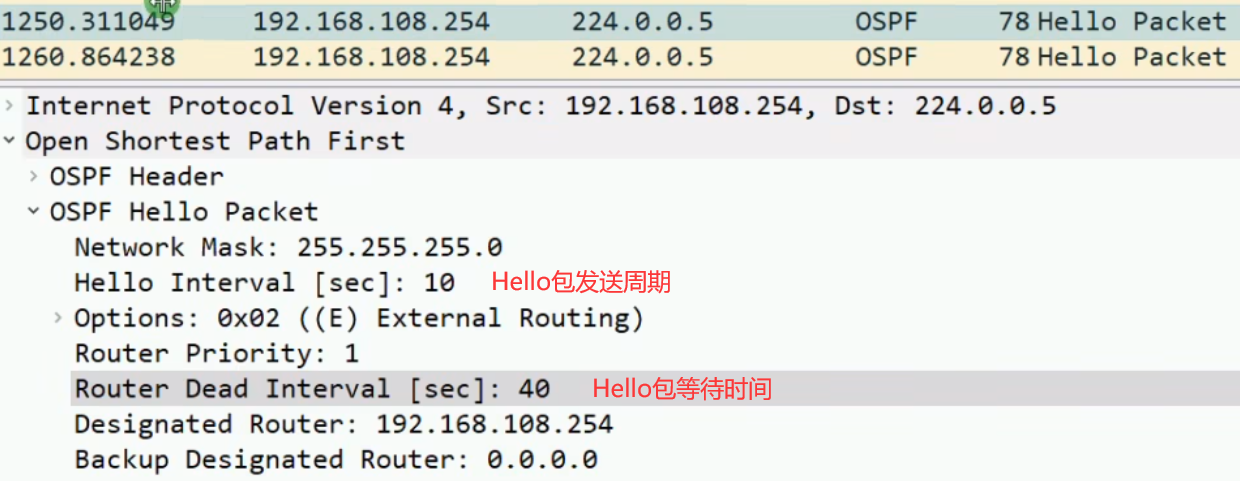 1250.311049 192.168.108.254 224.0.0.5 OSPF 78 Hello Packet
1260.864238 192.168.108.254 224.0.0.5 OSPF 78 Hello Packet
Internet Protocol Version 4, Src: 192.168.108.254, Dst: 224.0.0.5
Open Shortest Path First
OSPF Header
OSPF Hello Packet
Network Mask: 255.255.255.0
Hello Interval [sec]: 10 Hello包发送周期
Options: 0x02 ((E) External Routing)
Router Priority: 1
Router Dead Interval [sec]: 40 Hello包等待时间
Designated Router: 192.168.108.254
Backup Designated Router: 0.0.0.0